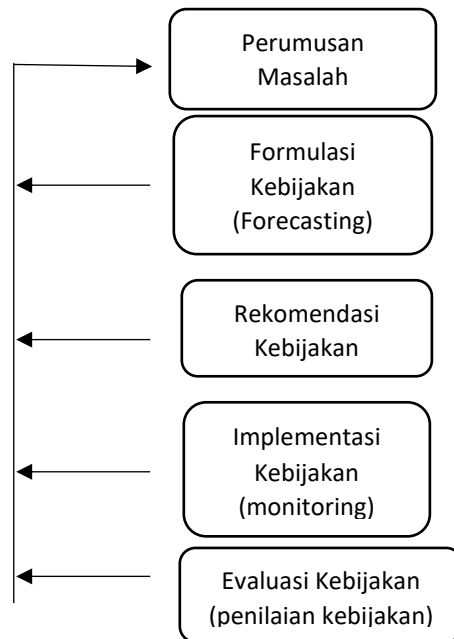 Perumusan
Masalah
Formulasi
Kebijakan
(Forecasting)
Rekomendasi
Kebijakan
Implementasi
Kebijakan
(monitoring)
Evaluasi Kebijakan
(penilaian kebijakan)